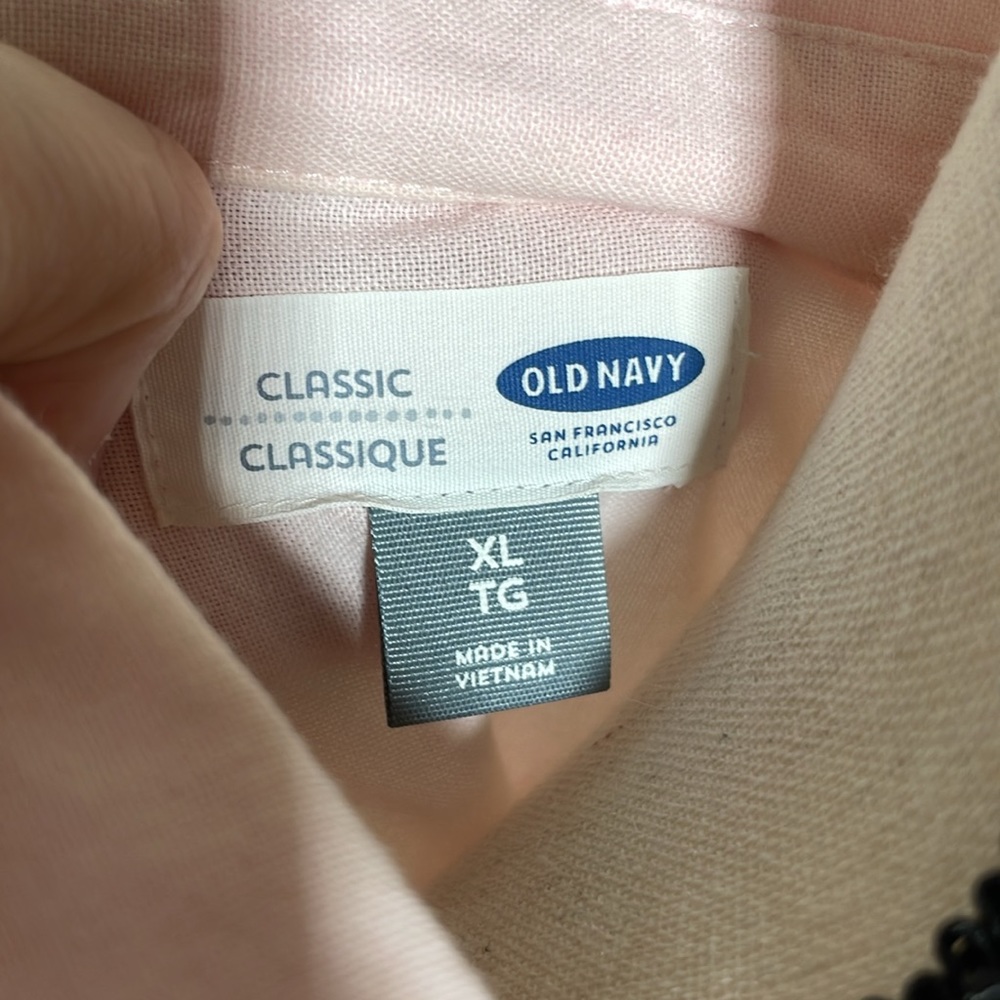 CLASSIC
CLASSIQUE
OLD NAVY
SAN FRANCISCO
CALIFORNIA
XL
TG
MADE IN
VIETNAM